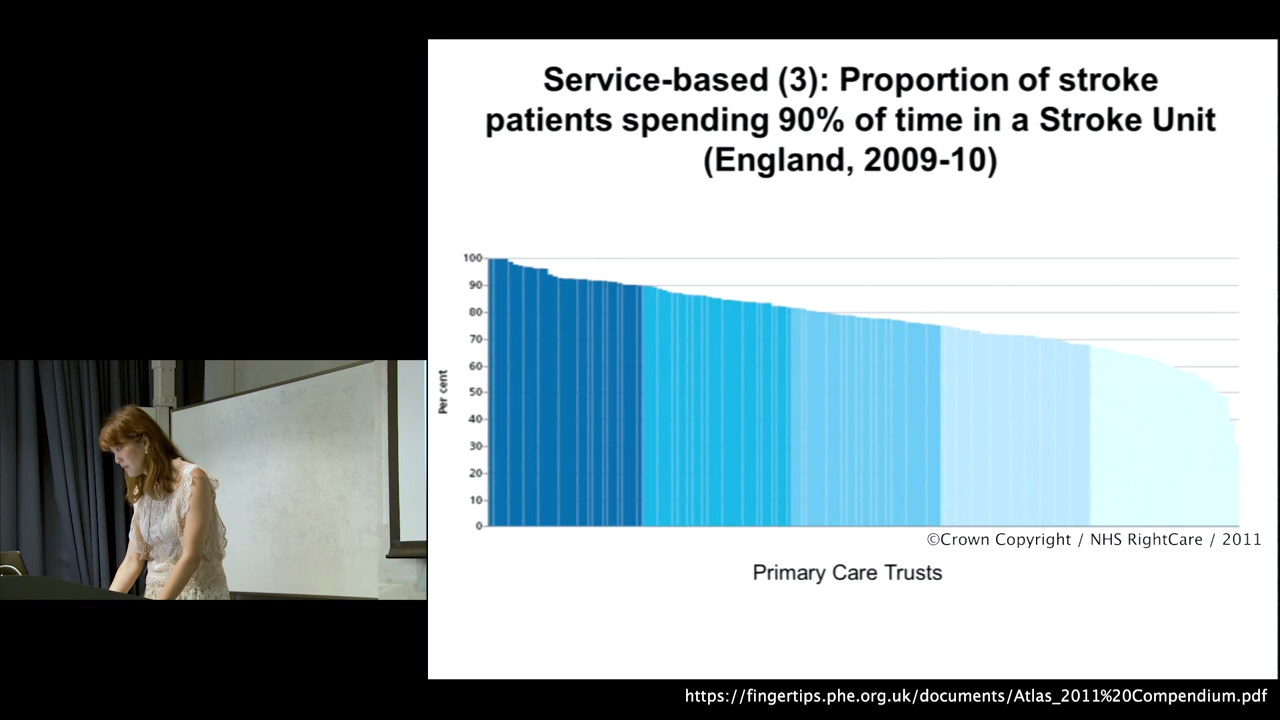 Service-based (3): Proportion of stroke
patients spending 90% of time in a Stroke Unit
(England, 2009-10)
100
90
80
70
60
50
40
30
20
10
0
Per cent
©Crown Copyright / NHS RightCare / 2011
Primary Care Trusts
https://fingertips.phe.org.uk/documents/Atlas_2011%20Compendium.pdf